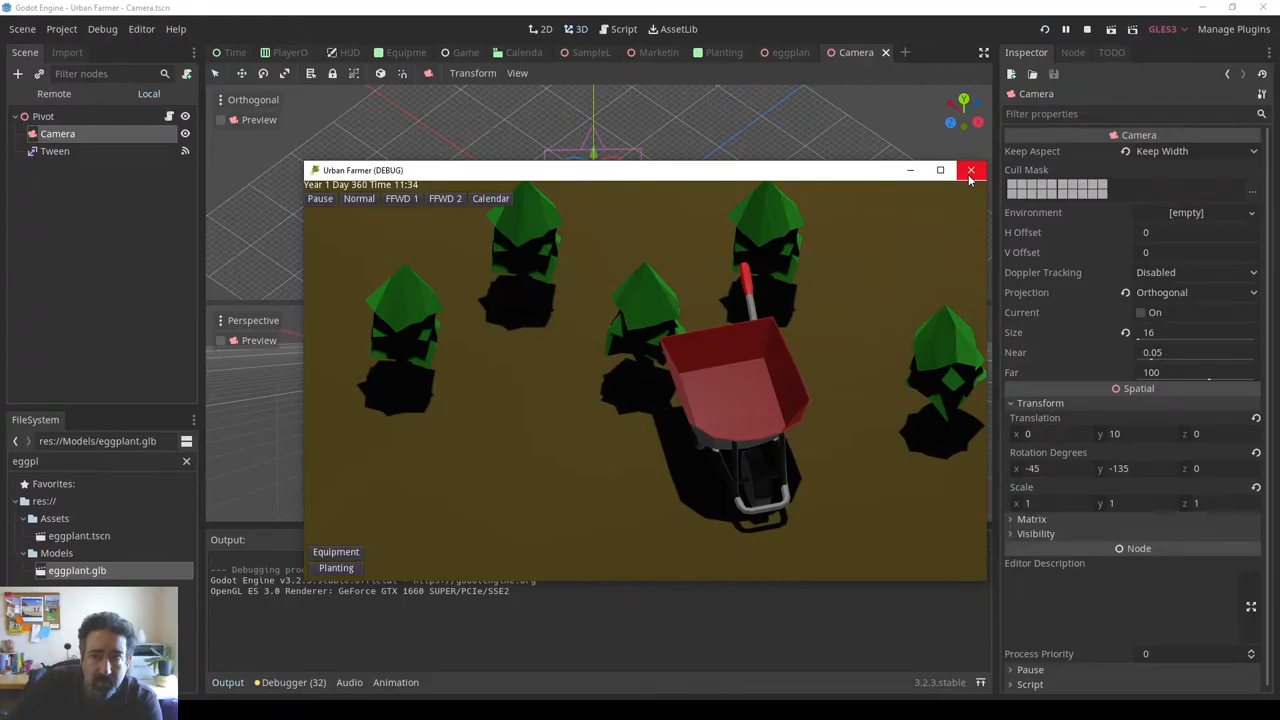 Godot Engine - Urban Farmer - Camera.tscn
Scene Project Debug Editor Help
2D 3D Script AssetLib
GLES3 Manage Plugins
Scene Import
Filter nodes
Remote Local
Pivot
Camera
Tween
Time PlayerO HUD Equipme Game Calenda SampleL Marketin Planting eggplan Camera
Transform View
Orthogonal
Preview
Perspective
Preview
Urban Farmer (DEBUG)
Year 1 Day 360 Time 11:34
Pause Normal FFWD 1 FFWD 2 Calendar
Equipment
Planting
FileSystem
res://Models/eggplant.glb
eggpl
Favorites:
res://
Assets
eggplant.tscn
Models
eggplant.glb
Output:
OpenGL ES 3.0 Renderer: GeForce GTX 1660 SUPER/PCIe/SSE2
Output Debugger (32) Audio Animation
3.2.3.stable
Inspector Node TODO
Camera
Filter properties
Camera
Keep Aspect Keep Width
Cull Mask
...
Environment [empty]
H Offset 0
V Offset 0
Doppler Tracking Disabled
Projection Orthogonal
Current On
Size 16
Near 0.05
Far 100
Spatial
Transform
Translation
x 0 y 10 z 0
Rotation Degrees
x -45 y -135 z 0
Scale
x 1 y 1 z 1
Matrix
Visibility
Node
Editor Description
Process Priority 0
Pause
Script